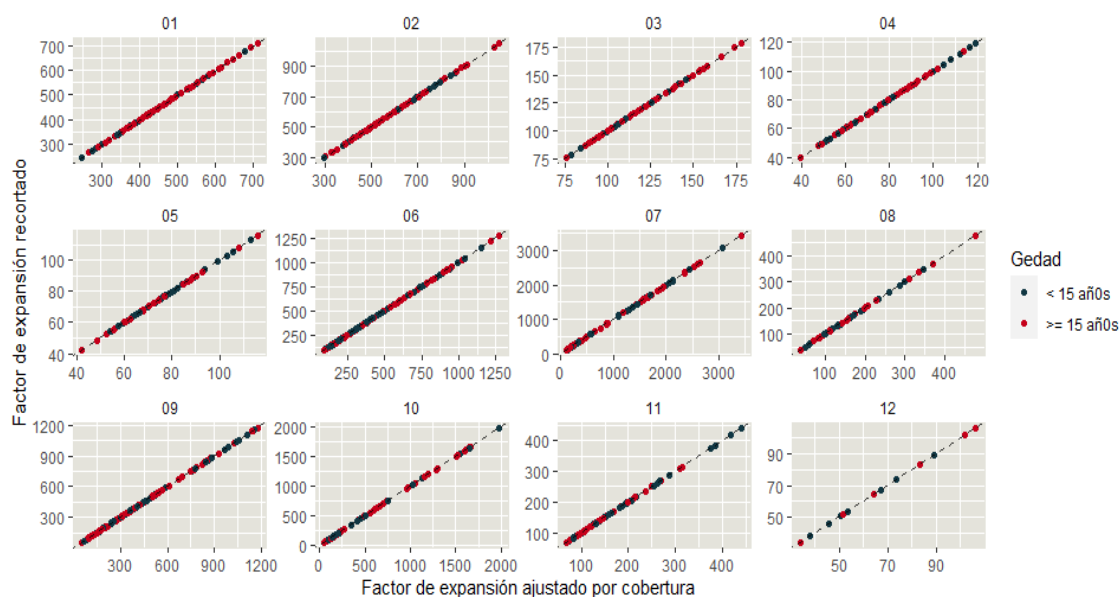 01 02 03 04
700 900 175 120
600 150 100
500 700 125 80
400 500 100 60
300 300 75 40
300 400 500 600 700 300 500 700 900 75 100 125 150 175 40 60 80 100 120
Factor de expansión recortado
05 06 07 08
100 1250 3000 400
80 1000 2000 300
60 750 1000 200
40 500 0 100
250
40 60 80 100 250 500 750 1000 1250 0 1000 2000 3000 100 200 300 400
Gedad
< 15 añ0s
>= 15 añ0s
09 10 11 12
1200 2000 400 90
900 1500 300 70
600 1000 200 50
300 500 100
0
300 600 900 1200 0 500 1000 1500 2000 100 200 300 400 50 70 90
Factor de expansión ajustado por cobertura